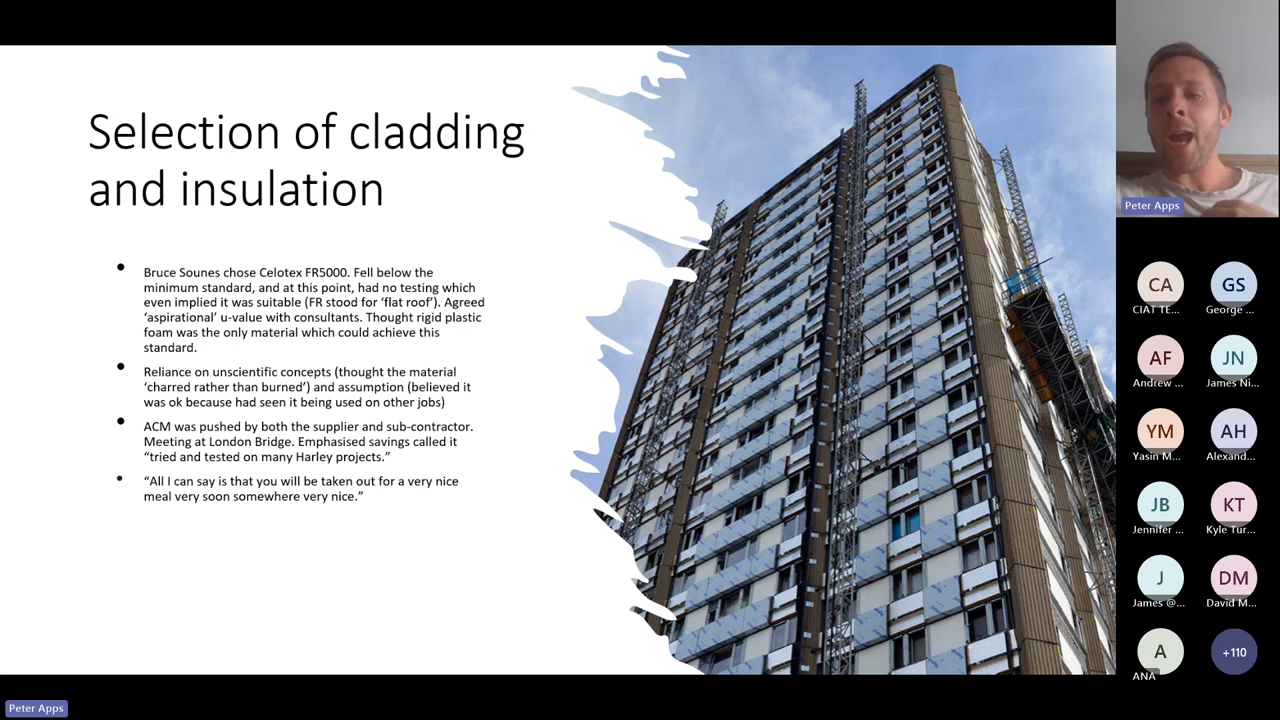 Selection of cladding
and insulation
Bruce Sounes chose Celotex FR5000. Fell below the
minimum standard, and at this point, had no testing which
even implied it was suitable (FR stood for ‘flat roof’). Agreed
‘aspirational’ u-value with consultants. Thought rigid plastic
foam was the only material which could achieve this
standard.
Reliance on unscientific concepts (thought the material
‘charred rather than burned’) and assumption (believed it
was ok because had seen it being used on other jobs)
ACM was pushed by both the supplier and sub-contractor.
Meeting at London Bridge. Emphasised savings called it
“tried and tested on many Harley projects.”
“All I can say is that you will be taken out for a very nice
meal very soon somewhere very nice.”
Peter Apps
CA
CIAT TE...
GS
George ...
AF
Andrew ...
JN
James Ni...
YM
Yasin M...
AH
Alexand...
JB
Jennifer ...
KT
Kyle Tur...
J
James @...
DM
David M...
A
ANA
+110
Peter Apps